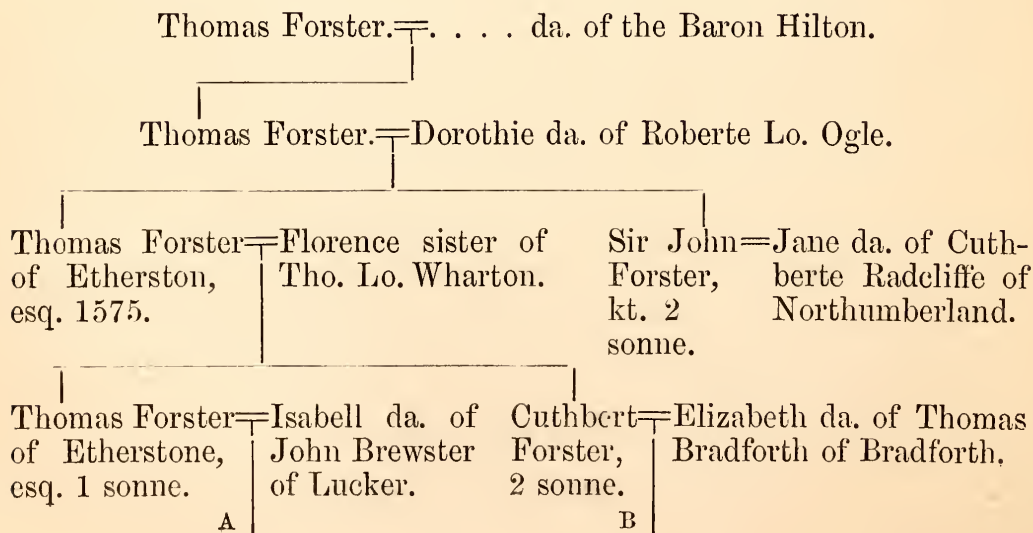 Thomas Forster.=. . . . da. of the Baron Hilton.
Thomas Forster.=Dorothie da. of Roberte Lo. Ogle.
Thomas Forster=Florence sister of
of Etherston, Tho. Lo. Wharton.
esq. 1575.
Sir John=Jane da. of Cuth-
Forster, berte Radcliffe of
kt. 2 Northumberland.
sonne.
Thomas Forster=Isabell da. of
of Etherstone, John Brewster
esq. 1 sonne. of Lucker.
A
Cuthbert=Elizabeth da. of Thomas
Forster, Bradforth of Bradforth.
2 sonne.
B